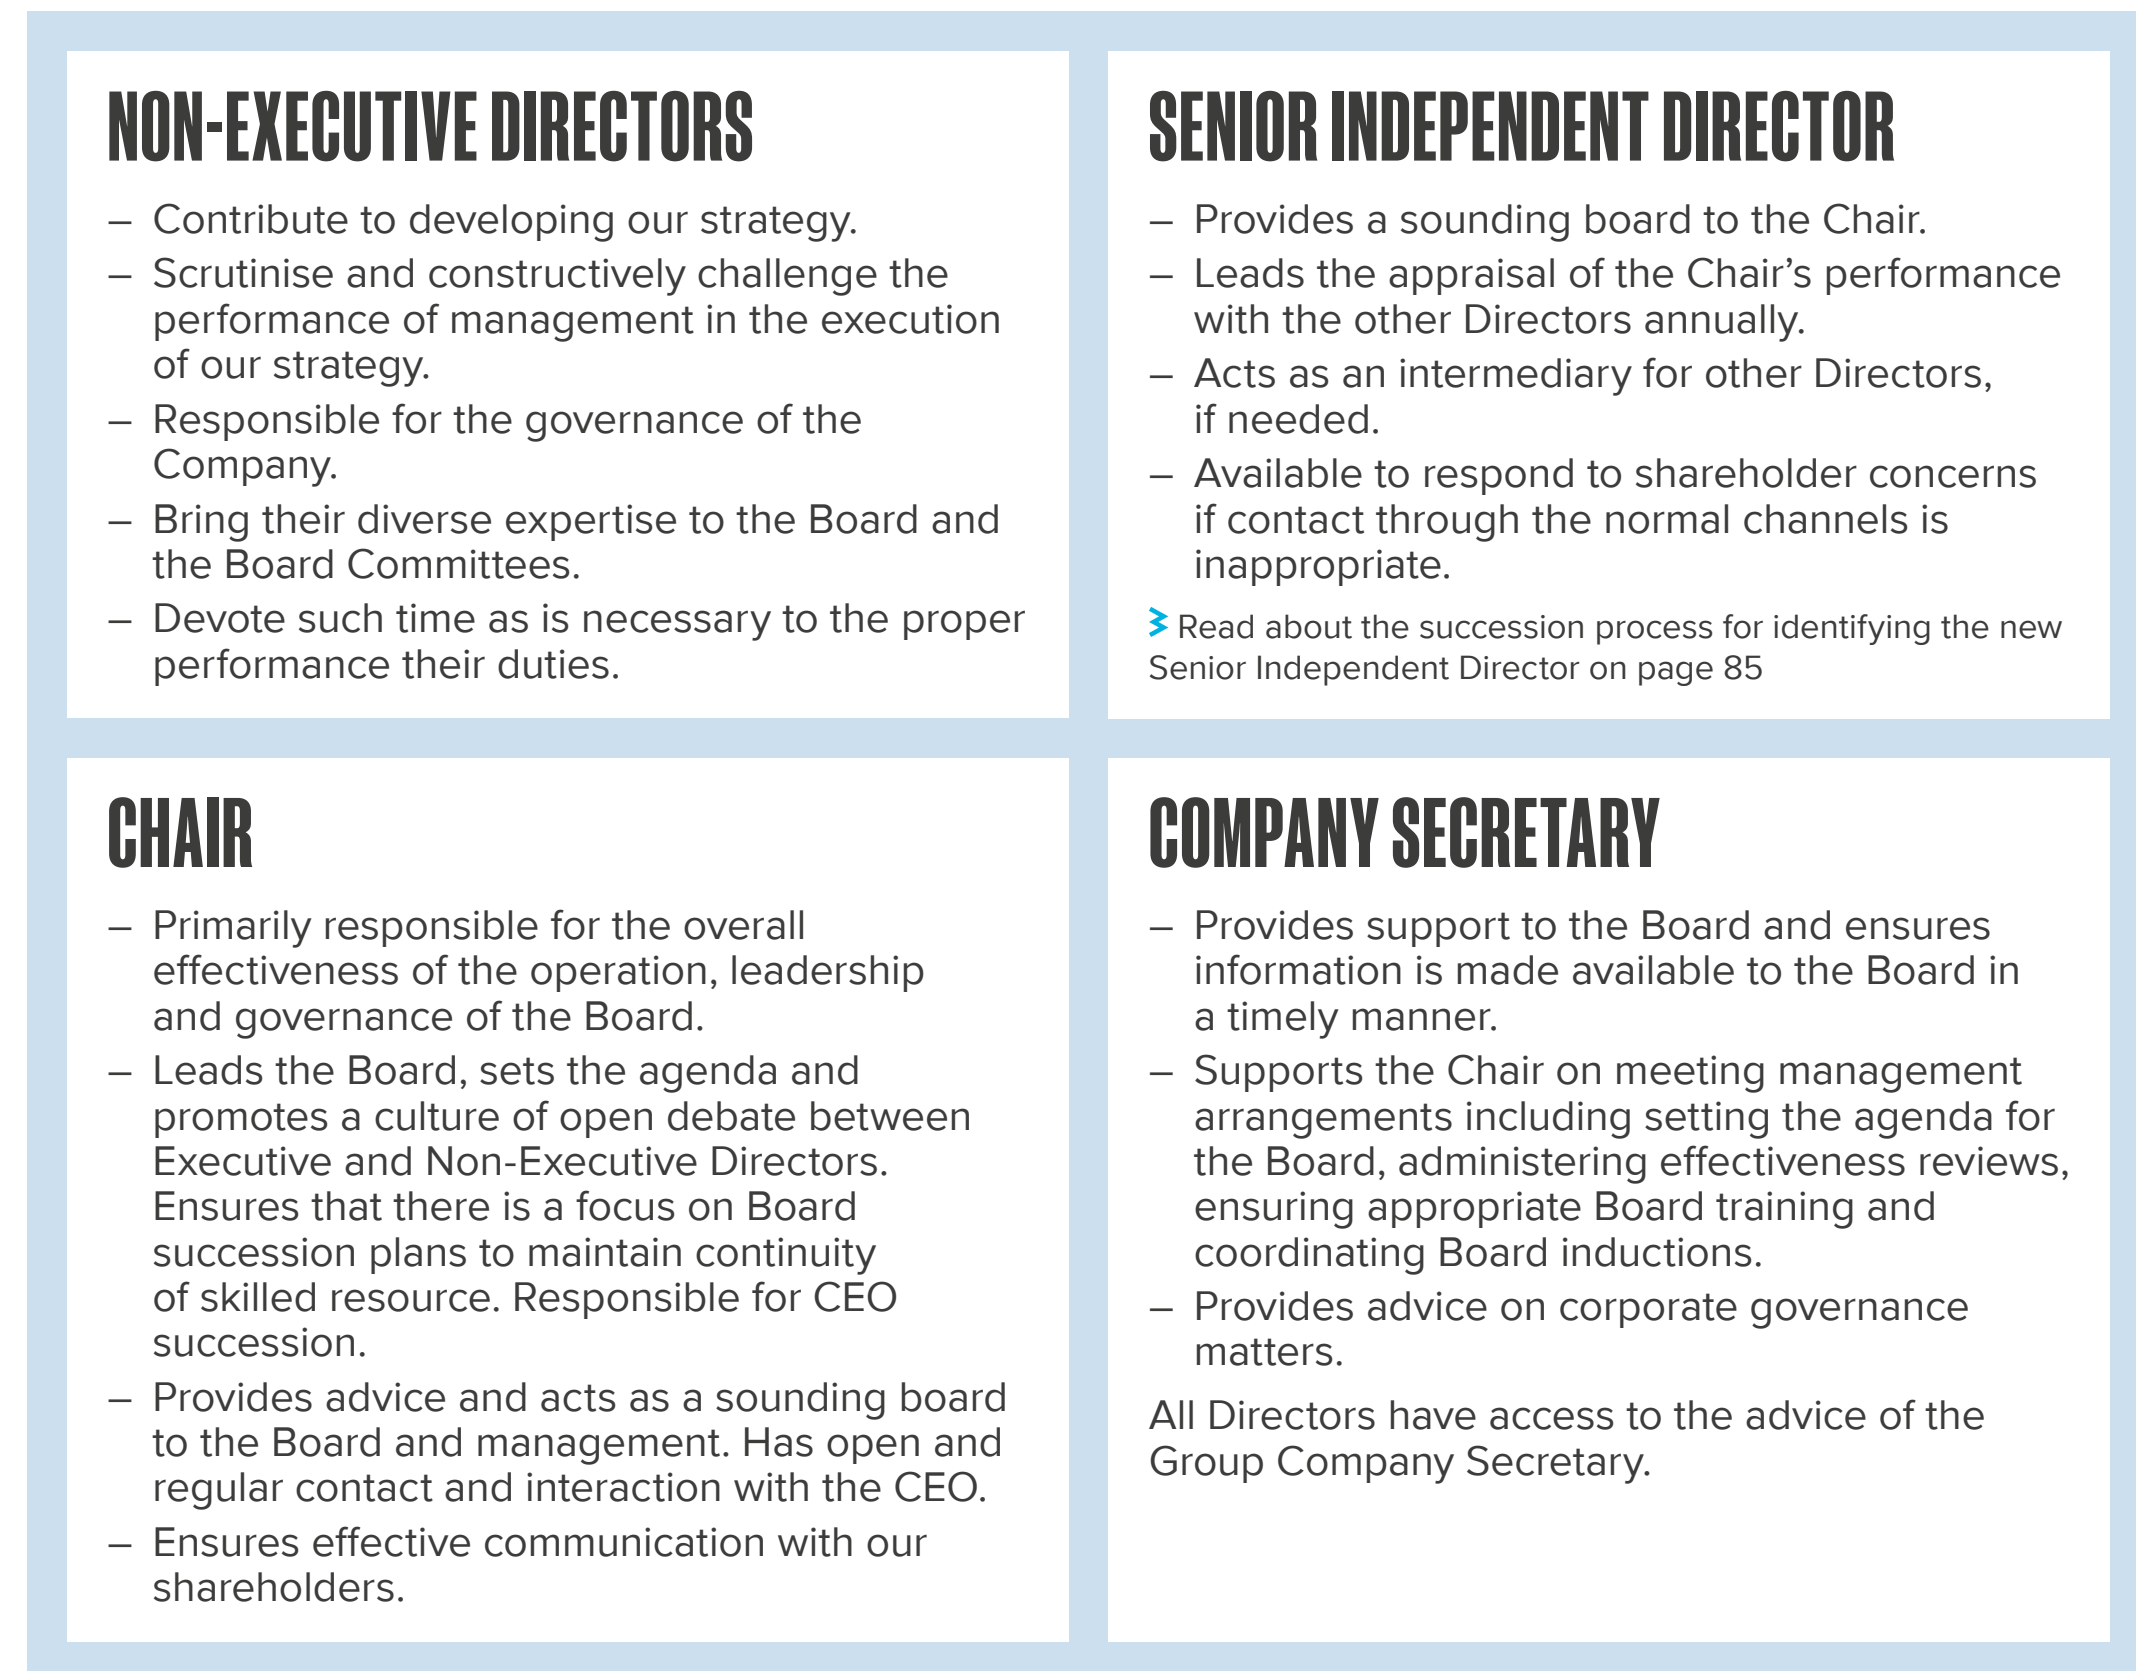 NON-EXECUTIVE DIRECTORS
– Contribute to developing our strategy.
– Scrutinise and constructively challenge the
performance of management in the execution
of our strategy.
– Responsible for the governance of the
Company.
– Bring their diverse expertise to the Board and
the Board Committees.
– Devote such time as is necessary to the proper
performance their duties.
SENIOR INDEPENDENT DIRECTOR
– Provides a sounding board to the Chair.
– Leads the appraisal of the Chair’s performance
with the other Directors annually.
– Acts as an intermediary for other Directors,
if needed.
– Available to respond to shareholder concerns
if contact through the normal channels is
inappropriate.
Read about the succession process for identifying the new
Senior Independent Director on page 85
CHAIR
– Primarily responsible for the overall
effectiveness of the operation, leadership
and governance of the Board.
– Leads the Board, sets the agenda and
promotes a culture of open debate between
Executive and Non-Executive Directors.
Ensures that there is a focus on Board
succession plans to maintain continuity
of skilled resource. Responsible for CEO
succession.
– Provides advice and acts as a sounding board
to the Board and management. Has open and
regular contact and interaction with the CEO.
– Ensures effective communication with our
shareholders.
COMPANY SECRETARY
– Provides support to the Board and ensures
information is made available to the Board in
a timely manner.
– Supports the Chair on meeting management
arrangements including setting the agenda for
the Board, administering effectiveness reviews,
ensuring appropriate Board training and
coordinating Board inductions.
– Provides advice on corporate governance
matters.
All Directors have access to the advice of the
Group Company Secretary.